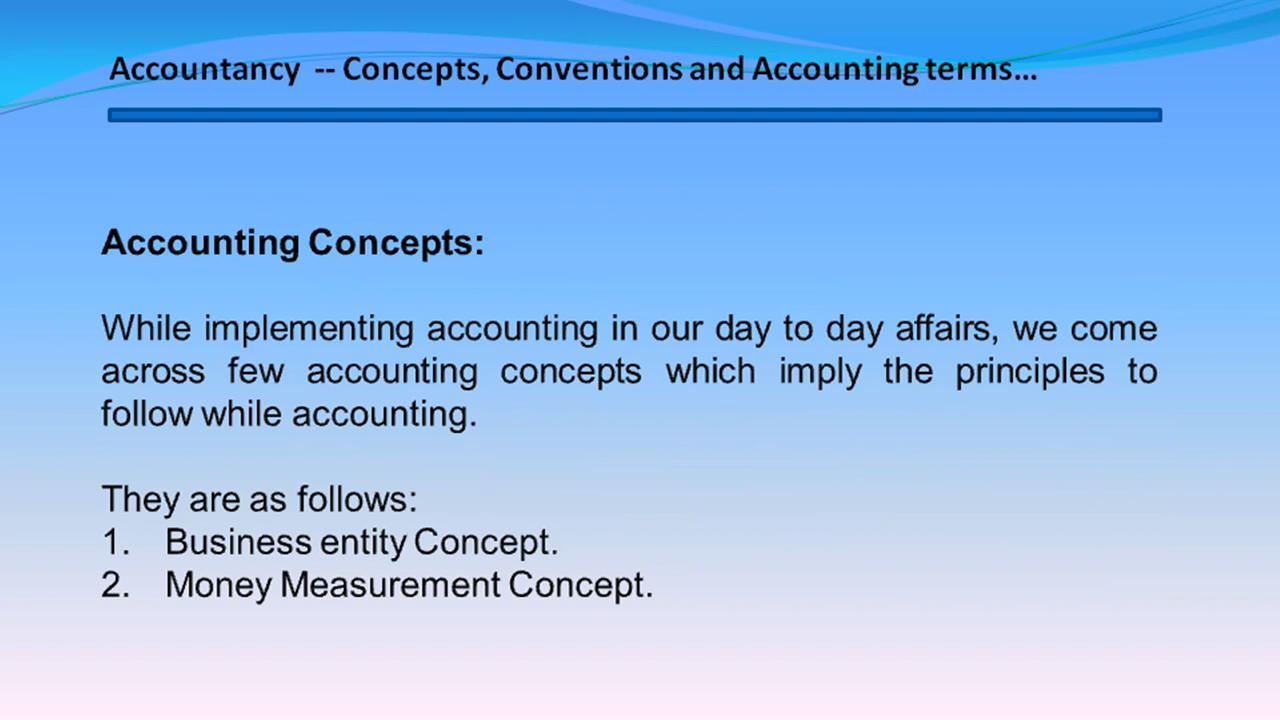 Accountancy -- Concepts, Conventions and Accounting terms...
Accounting Concepts:
While implementing accounting in our day to day affairs, we come
across few accounting concepts which imply the principles to
follow while accounting.
They are as follows:
1. Business entity Concept.
2. Money Measurement Concept.